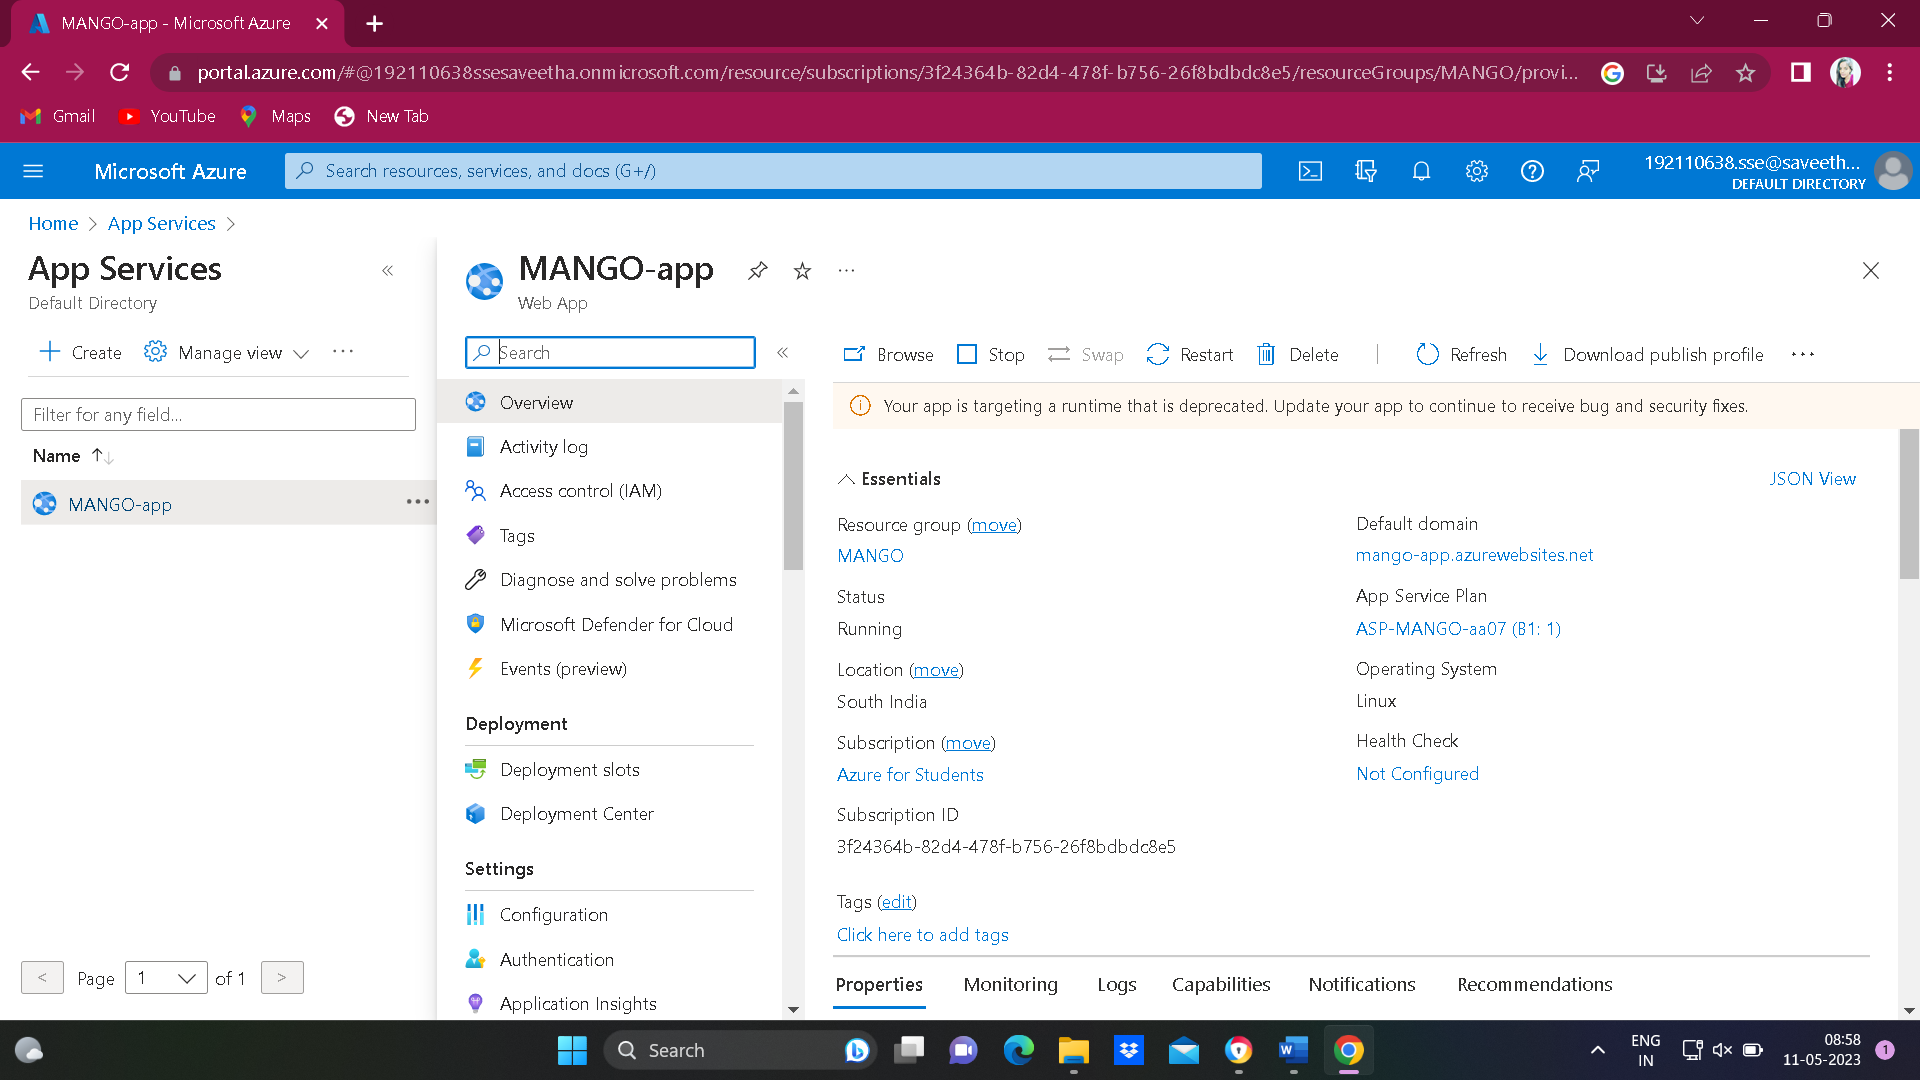 MANGO-app - Microsoft Azure
portal.azure.com/#@192110638ssesaveetha.onmicrosoft.com/resource/subscriptions/3f24364b-82d4-478f-b756-26f8bdbdc8e5/resourceGroups/MANGO/provi...
Gmail YouTube Maps New Tab
Microsoft Azure
Search resources, services, and docs (G+/)
192110638.sse@saveeth...
DEFAULT DIRECTORY
Home > App Services >
App Services
Default Directory
Create Manage view ...
Filter for any field...
Name
MANGO-app ...
< Page 1 of 1 >
MANGO-app ...
Web App
Search
Overview
Activity log
Access control (IAM)
Tags
Diagnose and solve problems
Microsoft Defender for Cloud
Events (preview)
Deployment
Deployment slots
Deployment Center
Settings
Configuration
Authentication
Application Insights
Browse Stop Swap Restart Delete | Refresh Download publish profile ...
Your app is targeting a runtime that is deprecated. Update your app to continue to receive bug and security fixes.
Essentials
JSON View
Resource group (move)
MANGO
Status
Running
Location (move)
South India
Subscription (move)
Azure for Students
Subscription ID
3f24364b-82d4-478f-b756-26f8bdbdc8e5
Default domain
mango-app.azurewebsites.net
App Service Plan
ASP-MANGO-aa07 (B1: 1)
Operating System
Linux
Health Check
Not Configured
Tags (edit)
Click here to add tags
Properties Monitoring Logs Capabilities Notifications Recommendations
Search
ENG
IN
08:58
11-05-2023
1